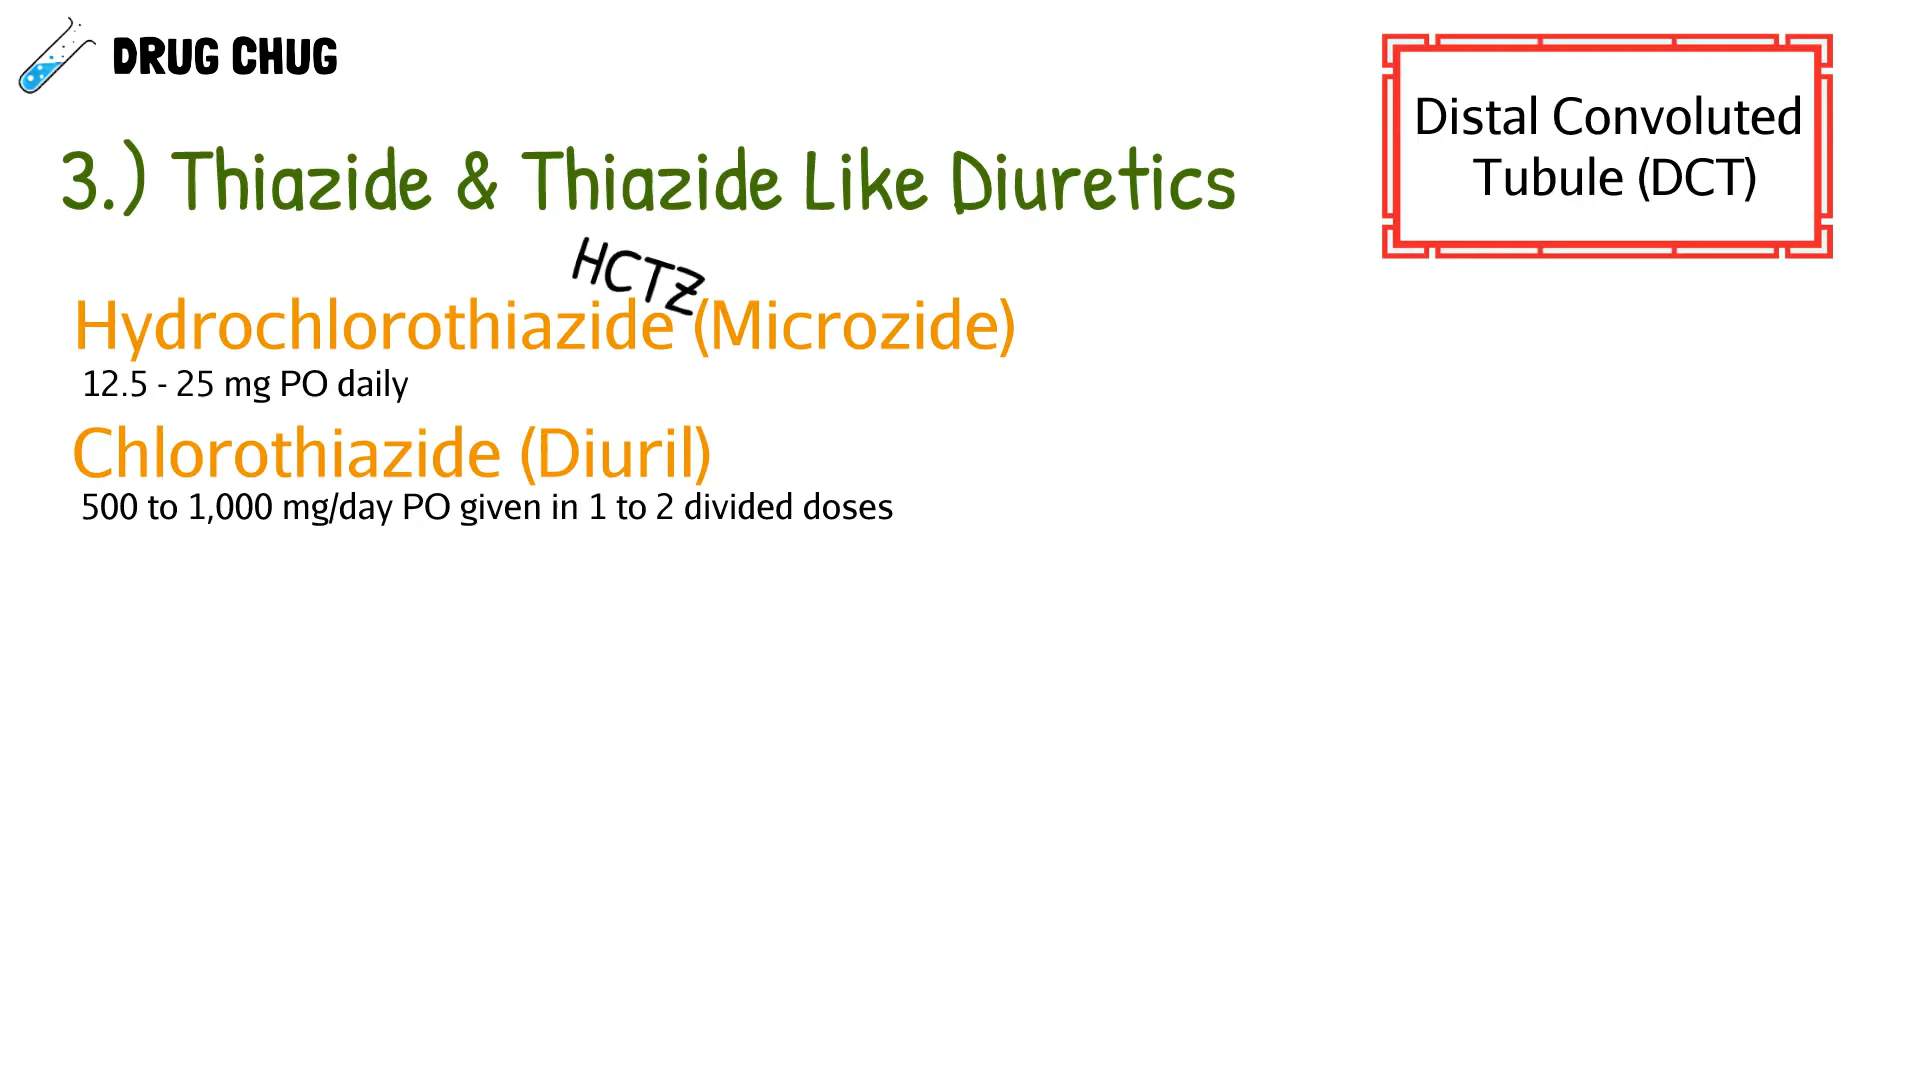 DRUG CHUG
Distal Convoluted
Tubule (DCT)
3.) Thiazide & Thiazide Like Diuretics
HCTZ
Hydrochlorothiazide (Microzide)
12.5 - 25 mg PO daily
Chlorothiazide (Diuril)
500 to 1,000 mg/day PO given in 1 to 2 divided doses